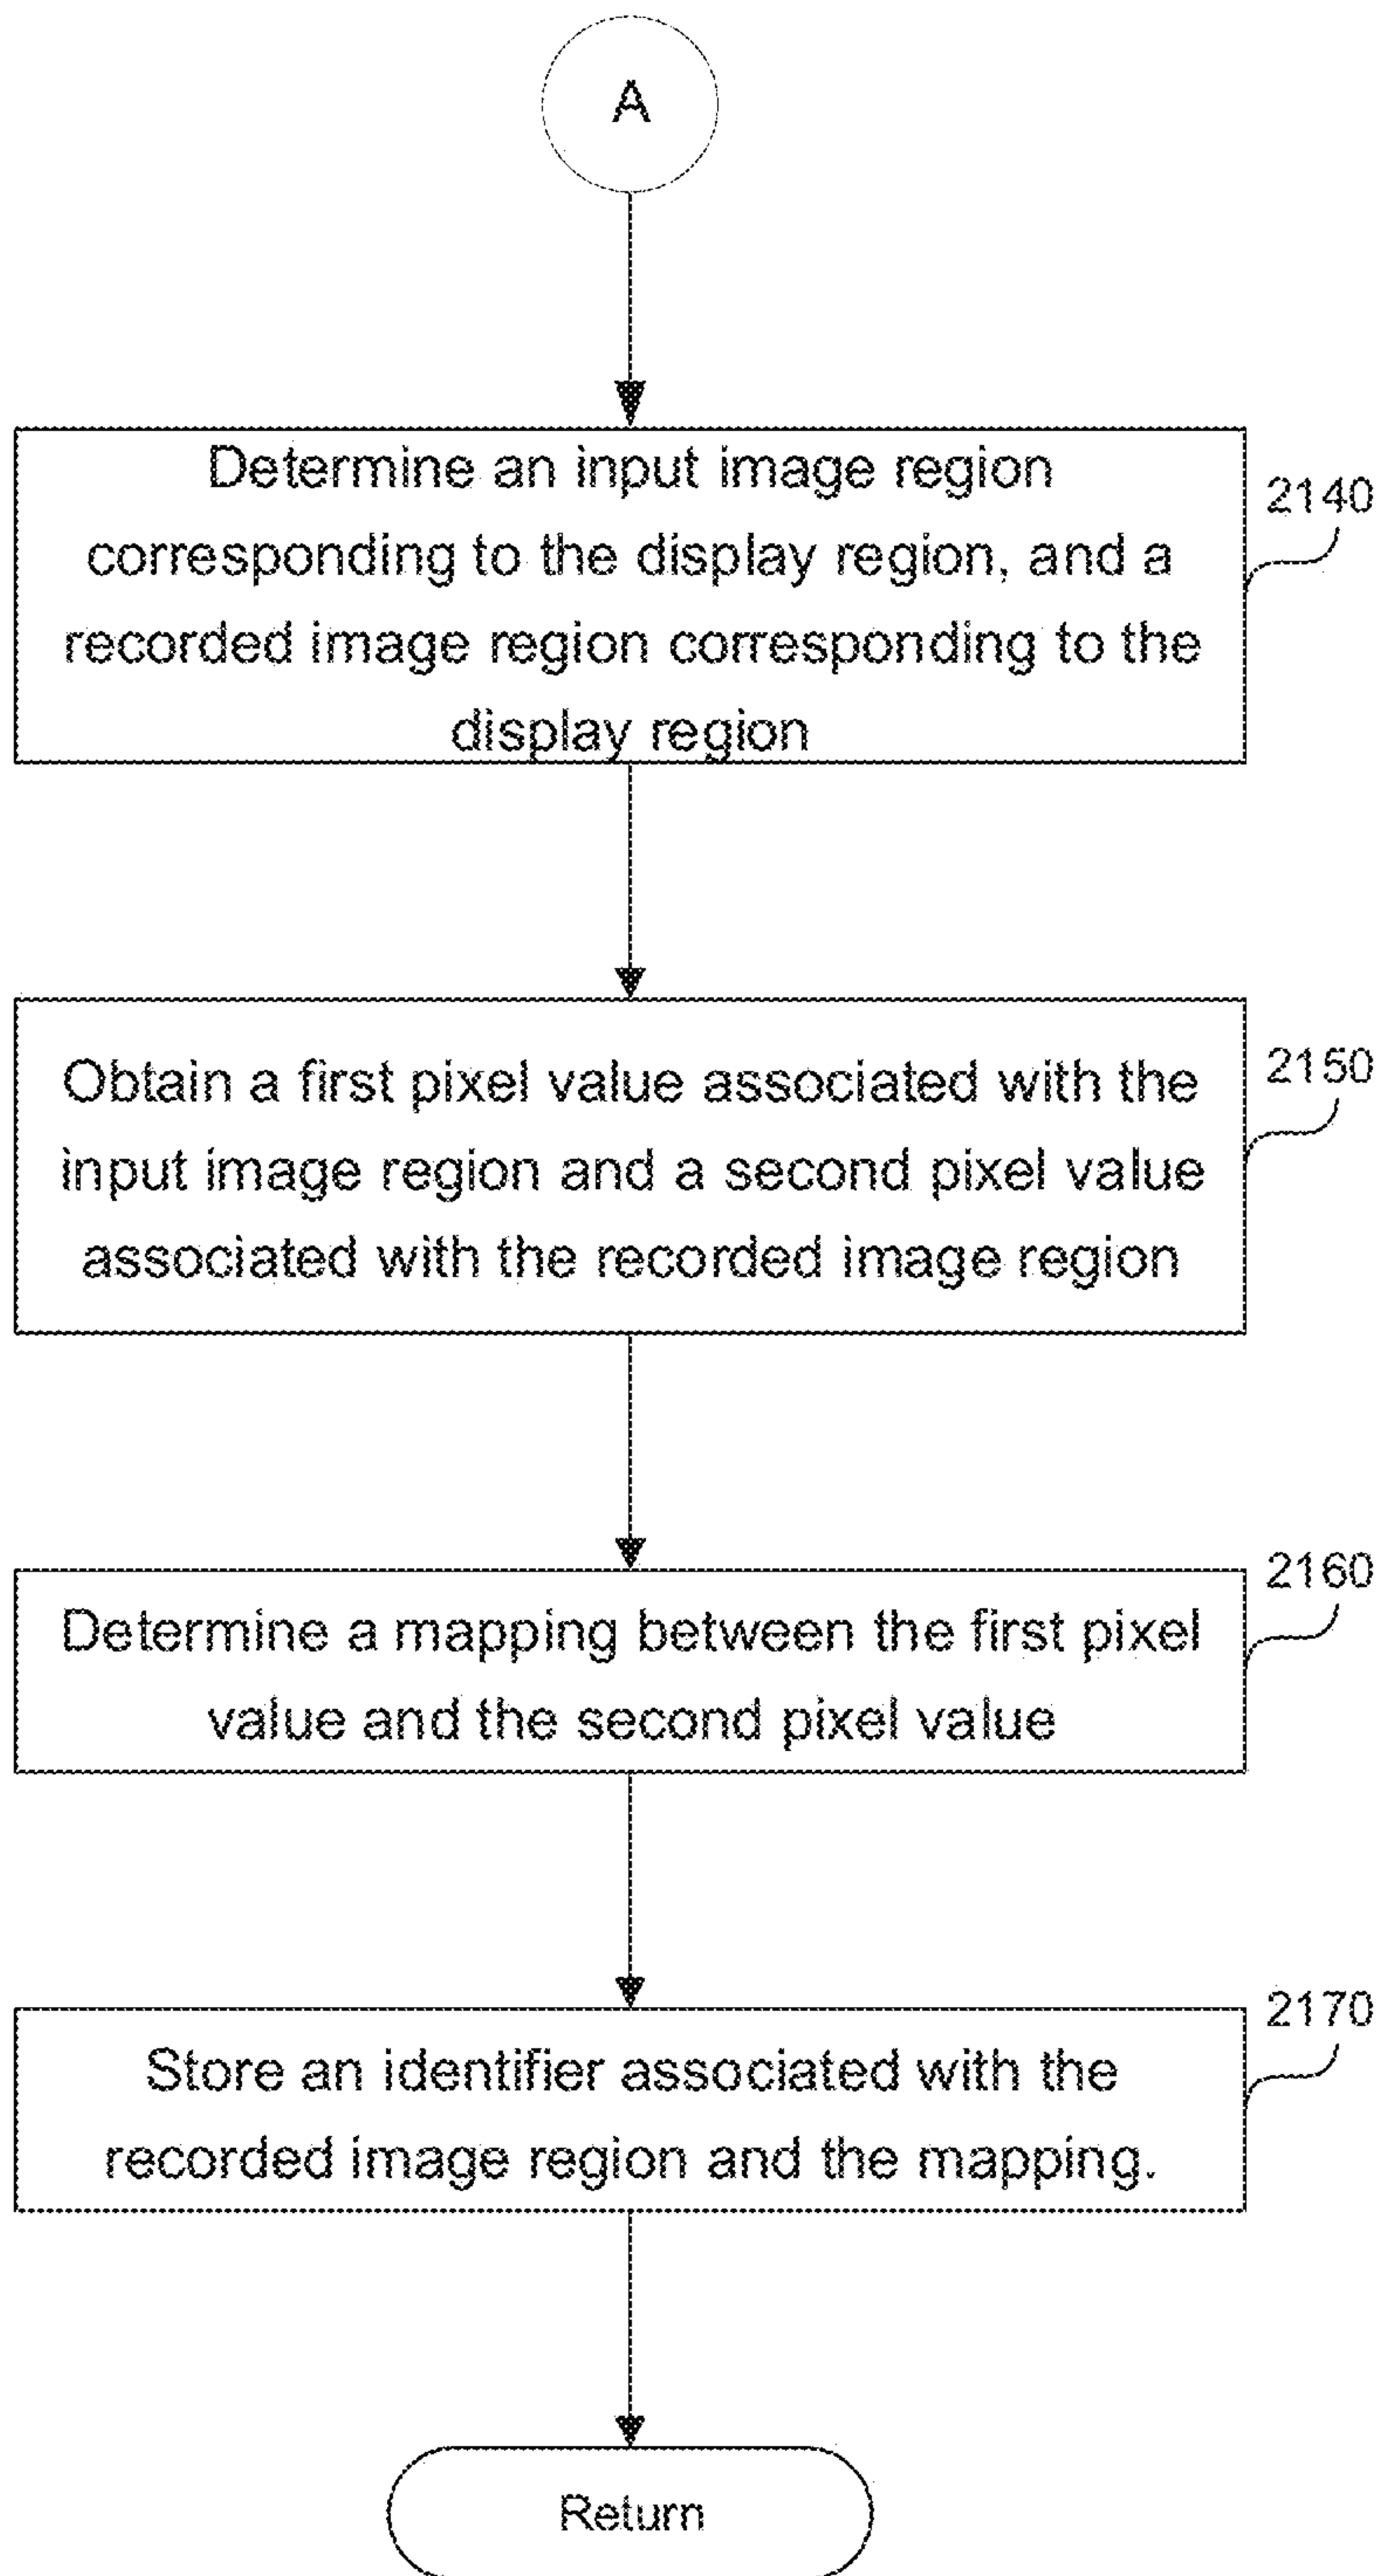 A
Determine an input image region
corresponding to the display region, and a
recorded image region corresponding to the
display region
2140
Obtain a first pixel value associated with the
input image region and a second pixel value
associated with the recorded image region
2150
Determine a mapping between the first pixel
value and the second pixel value
2160
Store an identifier associated with the
recorded image region and the mapping.
2170
Return